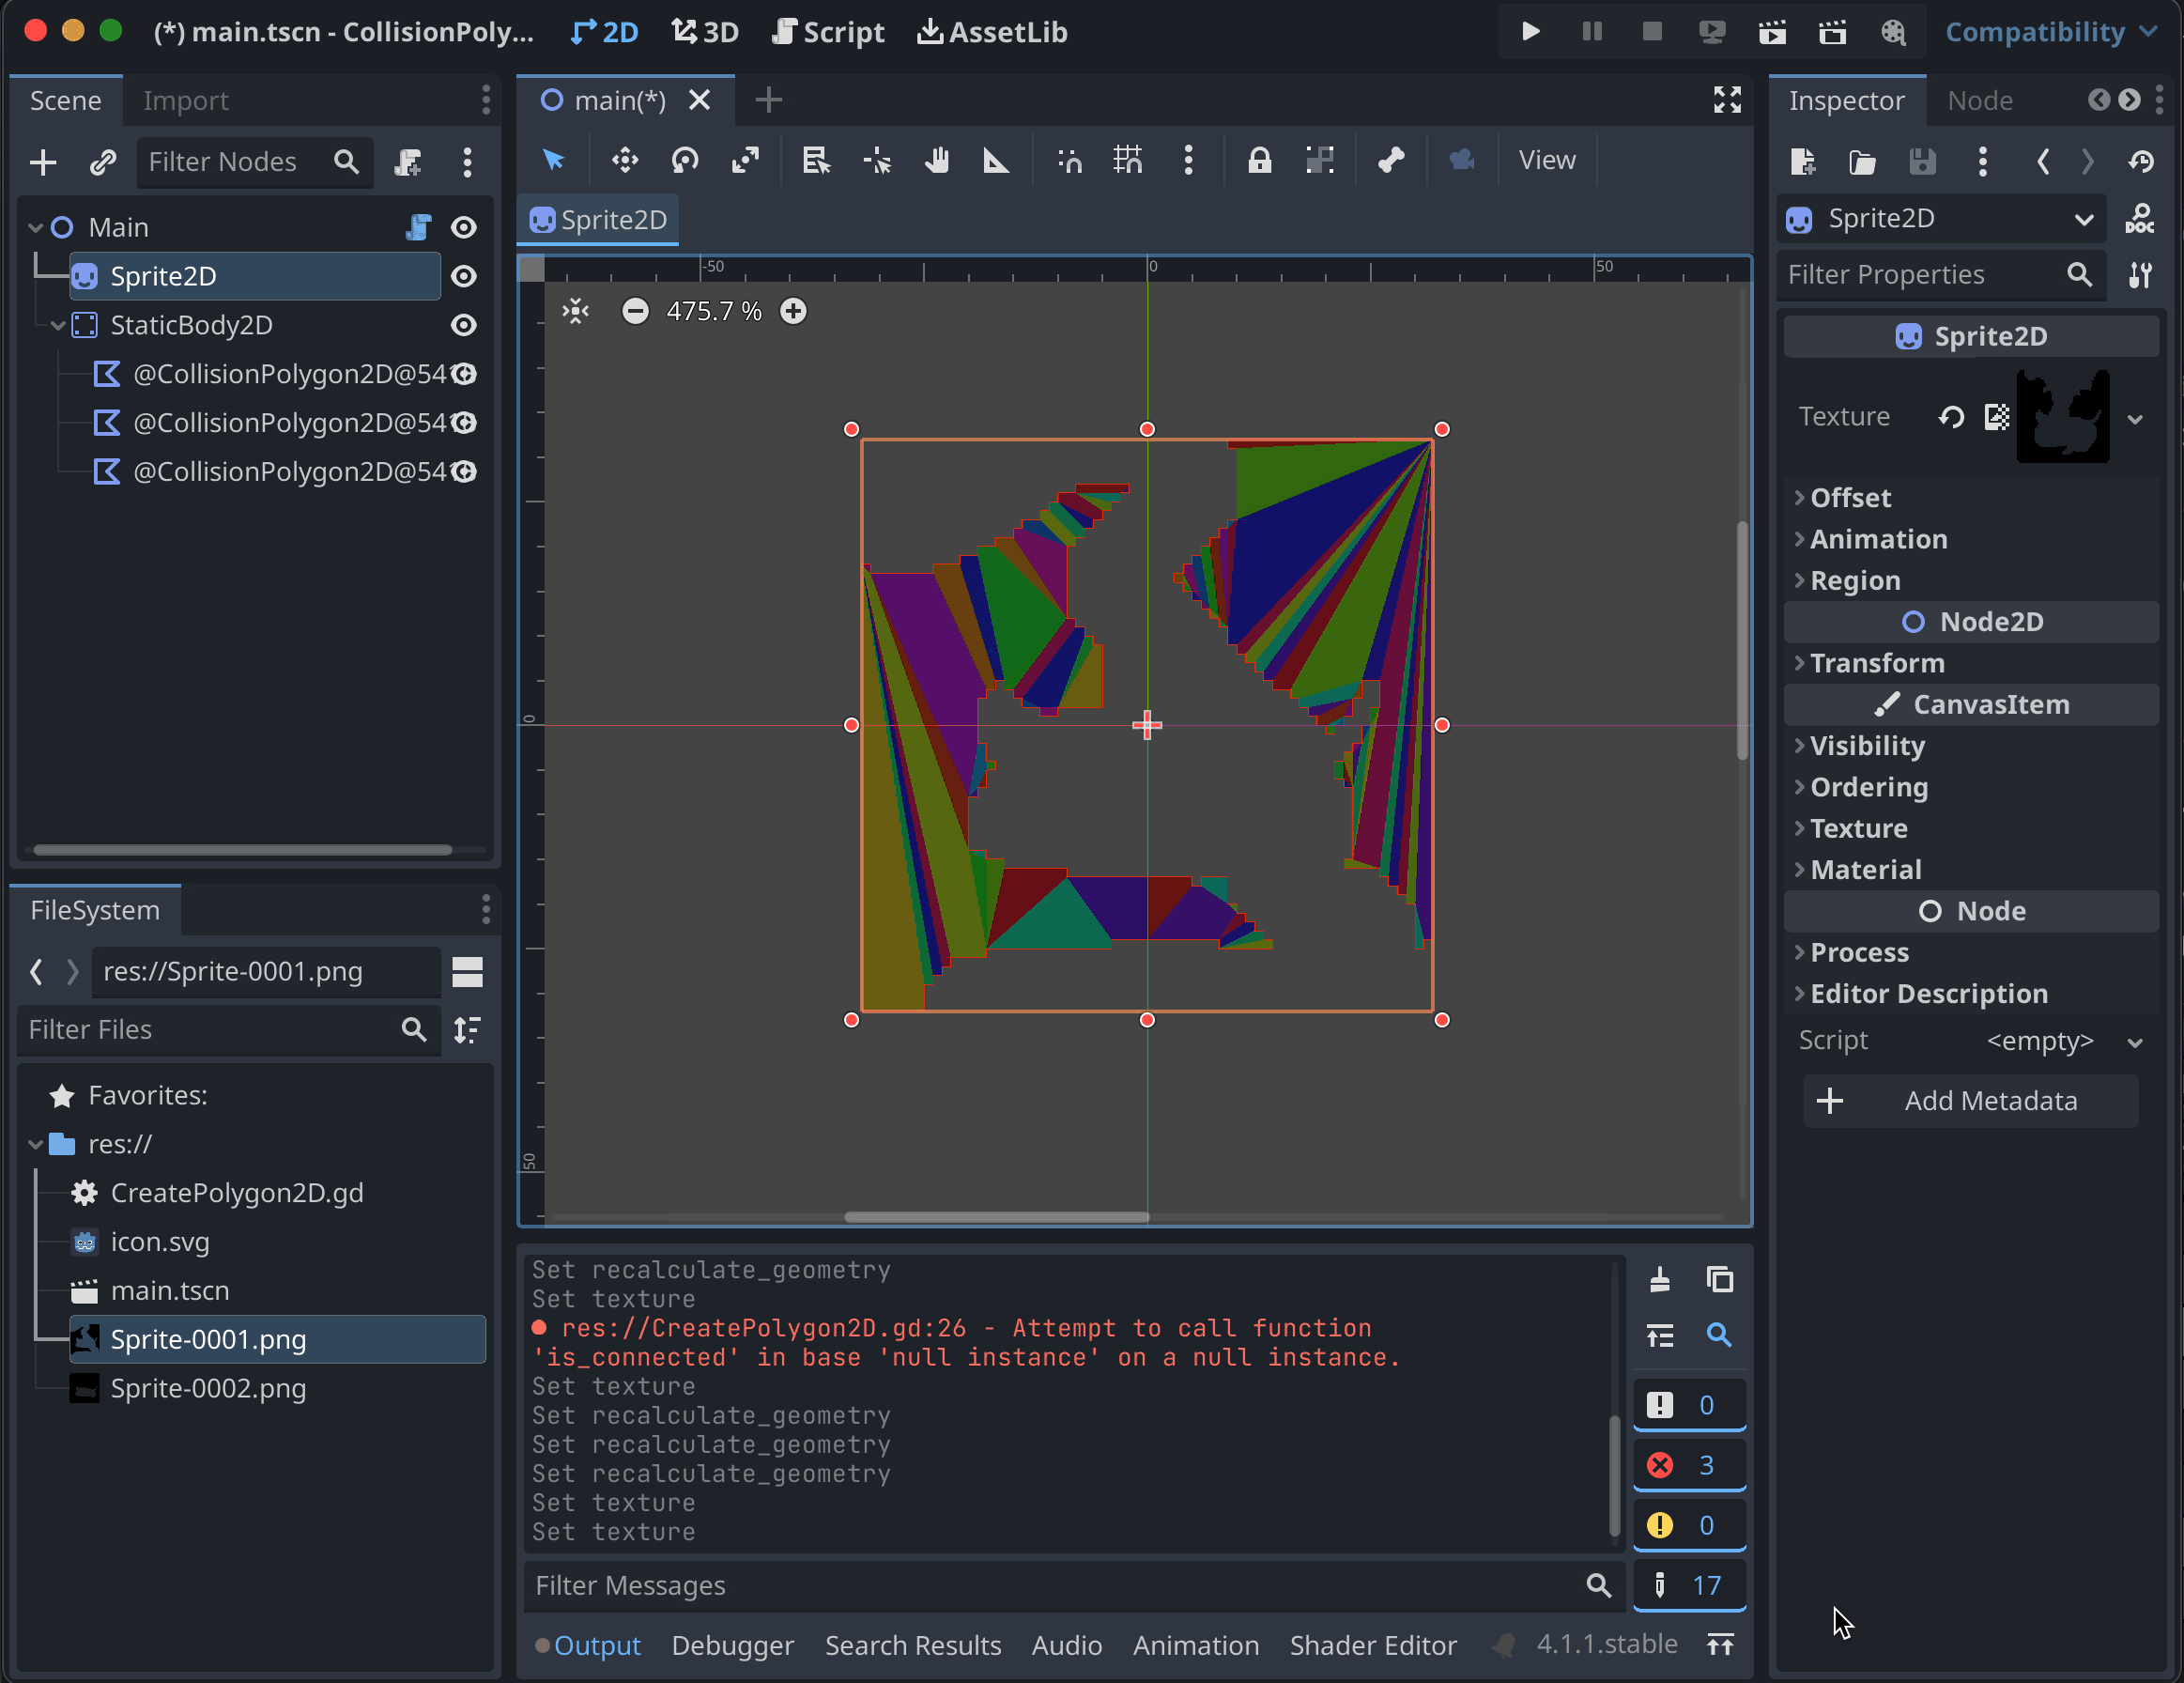 (*) main.tscn - CollisionPoly...
2D
3D
Script
AssetLib
Compatibility
Scene
Import
Filter Nodes
Main
Sprite2D
StaticBody2D
@CollisionPolygon2D@54
@CollisionPolygon2D@54
@CollisionPolygon2D@54
FileSystem
res://Sprite-0001.png
Filter Files
Favorites:
res://
CreatePolygon2D.gd
icon.svg
main.tscn
Sprite-0001.png
Sprite-0002.png
main(*)
View
Sprite2D
-50
0
50
475.7 %
0
50
Set recalculate_geometry
Set texture
res://CreatePolygon2D.gd:26 - Attempt to call function
'is_connected' in base 'null instance' on a null instance.
Set texture
Set recalculate_geometry
Set recalculate_geometry
Set recalculate_geometry
Set texture
Set texture
Filter Messages
0
3
0
17
Output
Debugger
Search Results
Audio
Animation
Shader Editor
4.1.1.stable
Inspector
Node
Sprite2D
DOC
Filter Properties
Sprite2D
Texture
Offset
Animation
Region
Node2D
Transform
CanvasItem
Visibility
Ordering
Texture
Material
Node
Process
Editor Description
Script
<empty>
Add Metadata